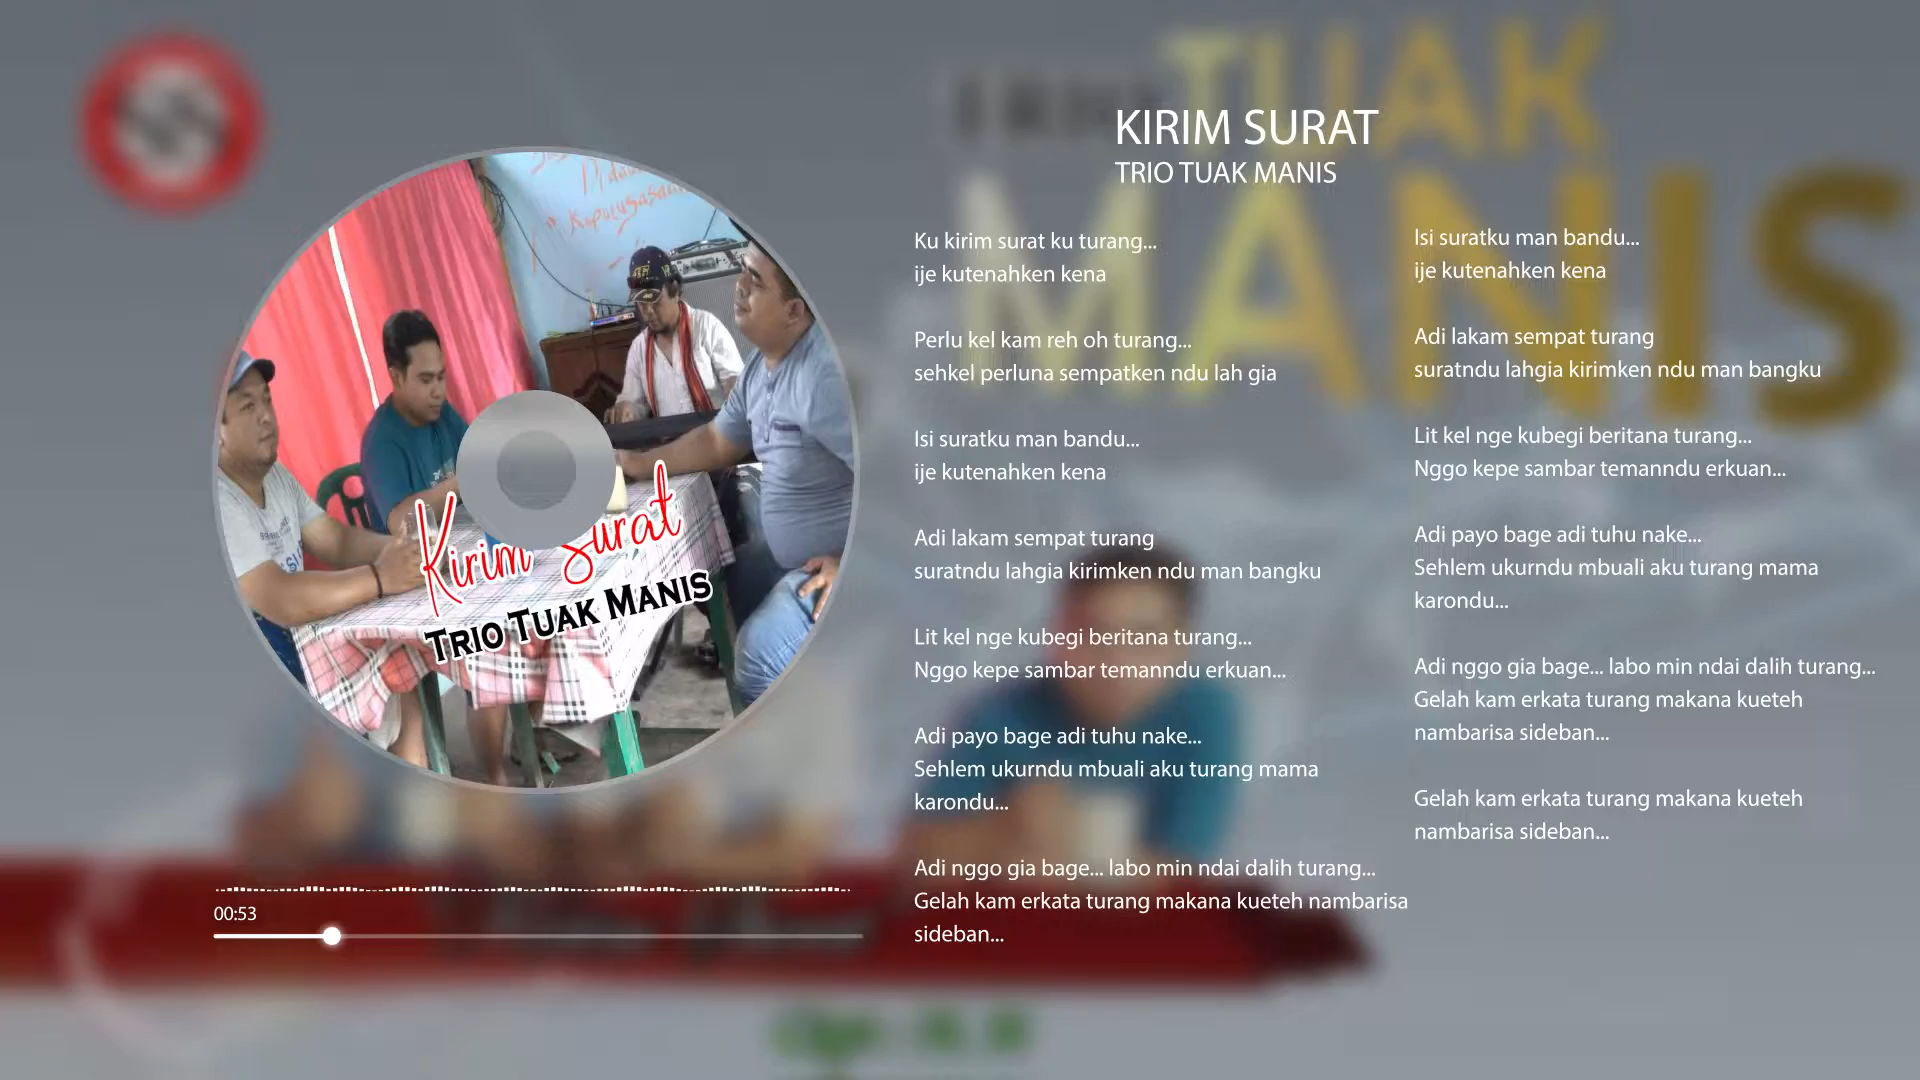 KIRIM SURAT
TRIO TUAK MANIS
Ku kirim surat ku turang...
ije kutenahken kena
Perlu kel kam reh oh turang...
sehkel perluna sempatken ndu lah gia
Isi suratku man bandu...
ije kutenahken kena
Adi lakam sempat turang
suratndu lahgia kirimken ndu man bangku
Lit kel nge kubegi beritana turang...
Nggo kepe sambar temanndu erkuan...
Adi payo bage adi tuhu nake...
Sehlem ukurndu mbuali aku turang mama
karondu...
Adi nggo gia bage... labo min ndai dalih turang...
Gelah kam erkata turang makana kueteh nambarisa
sideban...
Isi suratku man bandu...
ije kutenahken kena
Adi lakam sempat turang
suratndu lahgia kirimken ndu man bangku
Lit kel nge kubegi beritana turang...
Nggo kepe sambar temanndu erkuan...
Adi payo bage adi tuhu nake...
Sehlem ukurndu mbuali aku turang mama
karondu...
Adi nggo gia bage... labo min ndai dalih turang...
Gelah kam erkata turang makana kueteh
nambarisa sideban...
Gelah kam erkata turang makana kueteh
nambarisa sideban...
Kirim Surat
TRIO TUAK MANIS
00:53
TUAK
MANIS